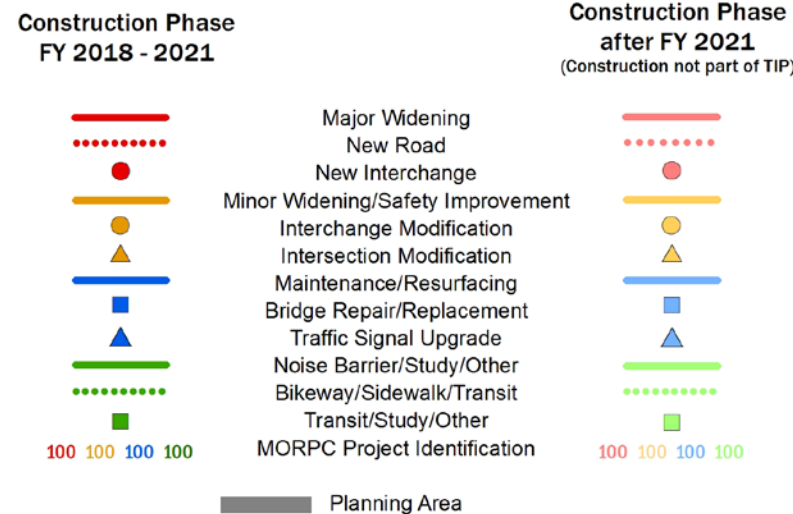 Construction Phase
FY 2018 - 2021
Construction Phase
after FY 2021
(Construction not part of TIP)
Major Widening
New Road
New Interchange
Minor Widening/Safety Improvement
Interchange Modification
Intersection Modification
Maintenance/Resurfacing
Bridge Repair/Replacement
Traffic Signal Upgrade
Noise Barrier/Study/Other
Bikeway/Sidewalk/Transit
Transit/Study/Other
100 100 100 100 MORPC Project Identification 100 100 100 100
Planning Area